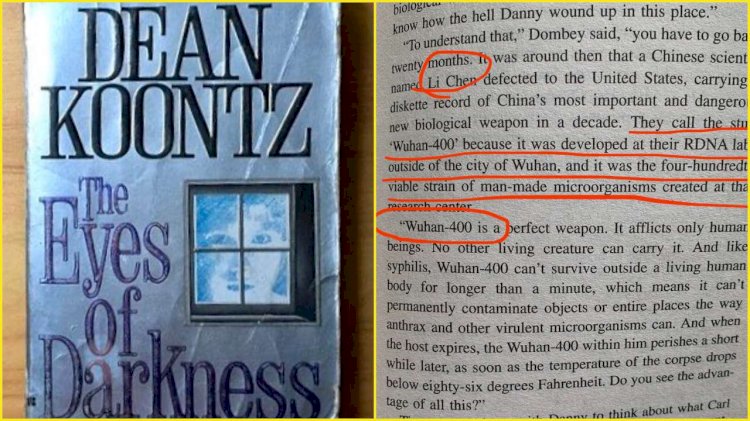 DEAN
KOONTZ
The
Eyes
of
Darkness
biologic
know how the hell Danny wound up in this place."
"To understand that," Dombey said, "you have to go ba
twenty months. It was around then that a Chinese scient
named Li Chen defected to the United States, carrying
diskette record of China's most important and dangero
new biological weapon in a decade. They call the stu
'Wuhan-400' because it was developed at their RDNA lab
outside of the city of Wuhan, and it was the four-hundredt
viable strain of man-made microorganisms created at tha
research center.
"Wuhan-400 is a perfect weapon. It afflicts only human
beings. No other living creature can carry it. And like
syphilis, Wuhan-400 can't survive outside a living human
body for longer than a minute, which means it can't
permanently contaminate objects or entire places the way
anthrax and other virulent microorganisms can. And when
the host expires, the Wuhan-400 within him perishes a short
while later, as soon as the temperature of the corpse drops
below eighty-six degrees Fahrenheit. Do you see the advan-
tage of all this?"
Danny to think about what Carl